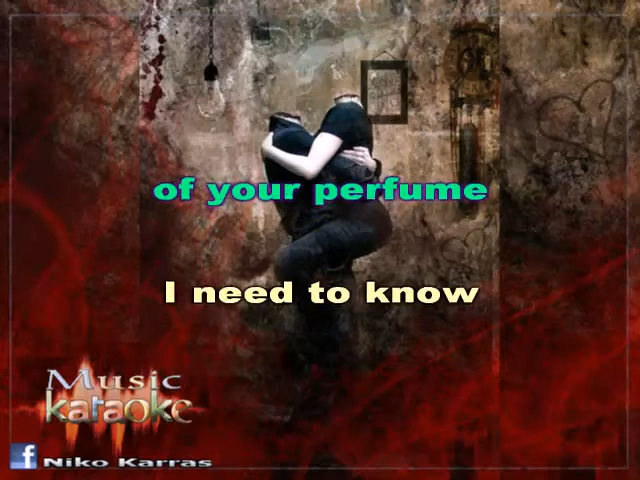 of your perfume
I need to know
Music
karaoke
f Niko Karras